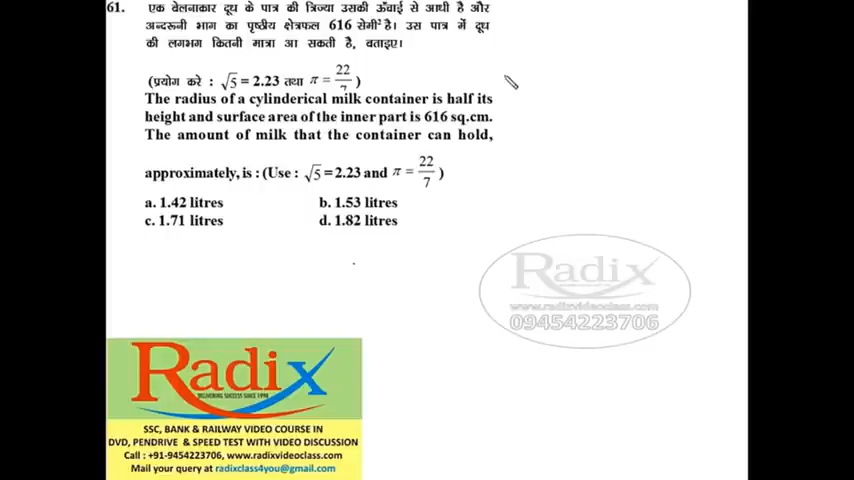 61. एक बेलनाकार दूध के पात्र की त्रिज्या उसकी ऊँवाई से आधी है और
अन्दरूनी भाग का पृष्ठीय क्षेत्रफल 616 सेमी² है। उस पात्र में दूध
की लगभग कितनी मात्रा आ सकती है, बताइए।
(प्रयोग करे : √5 = 2.23 तथा π = 22/7 )
The radius of a cylinderical milk container is half its
height and surface area of the inner part is 616 sq.cm.
The amount of milk that the container can hold,
approximately, is : (Use : √5 = 2.23 and π = 22/7 )
a. 1.42 litres b. 1.53 litres
c. 1.71 litres d. 1.82 litres
Radix
www.radixvideoclass.com
09454223706
Radix
DELIVERING SUCCESS SINCE 1998
SSC, BANK & RAILWAY VIDEO COURSE IN
DVD, PENDRIVE & SPEED TEST WITH VIDEO DISCUSSION
Call : +91-9454223706, www.radixvideoclass.com
Mail your query at radixclass4you@gmail.com